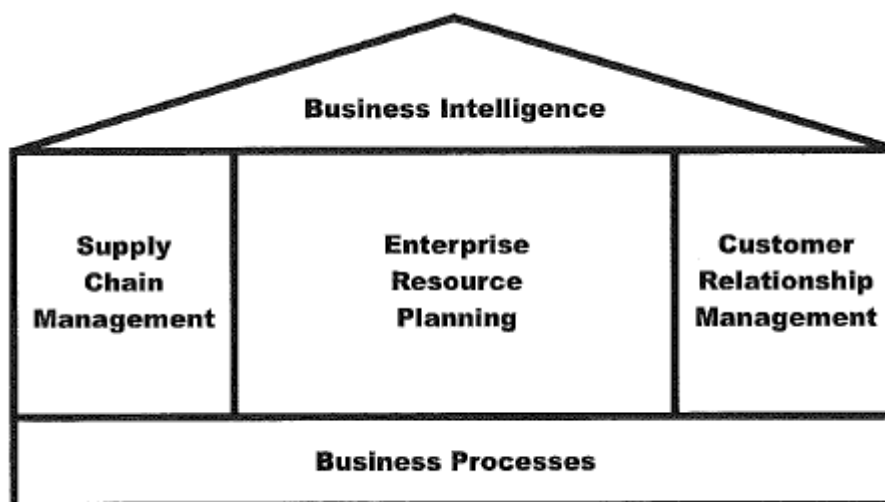 Business Intelligence
Supply
Chain
Management
Enterprise
Resource
Planning
Customer
Relationship
Management
Business Processes